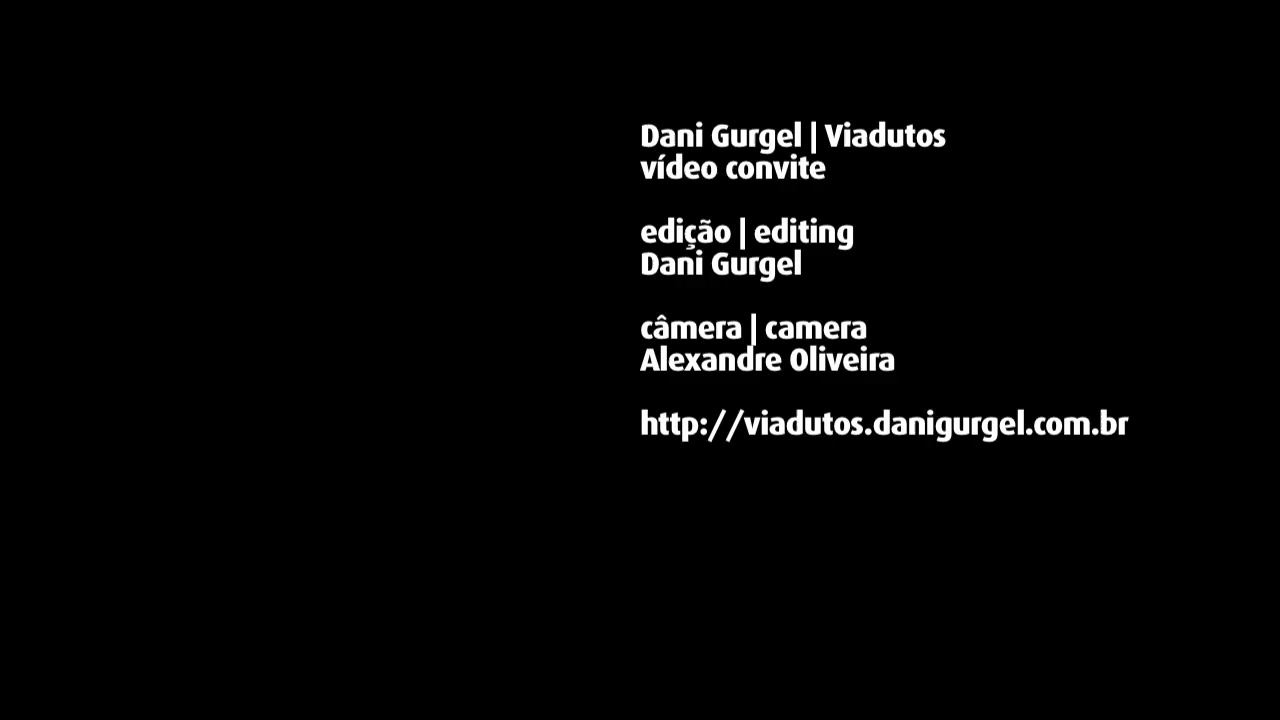 Dani Gurgel | Viadutos
vídeo convite
edição | editing
Dani Gurgel
câmera | camera
Alexandre Oliveira
http://viadutos.danigurgel.com.br